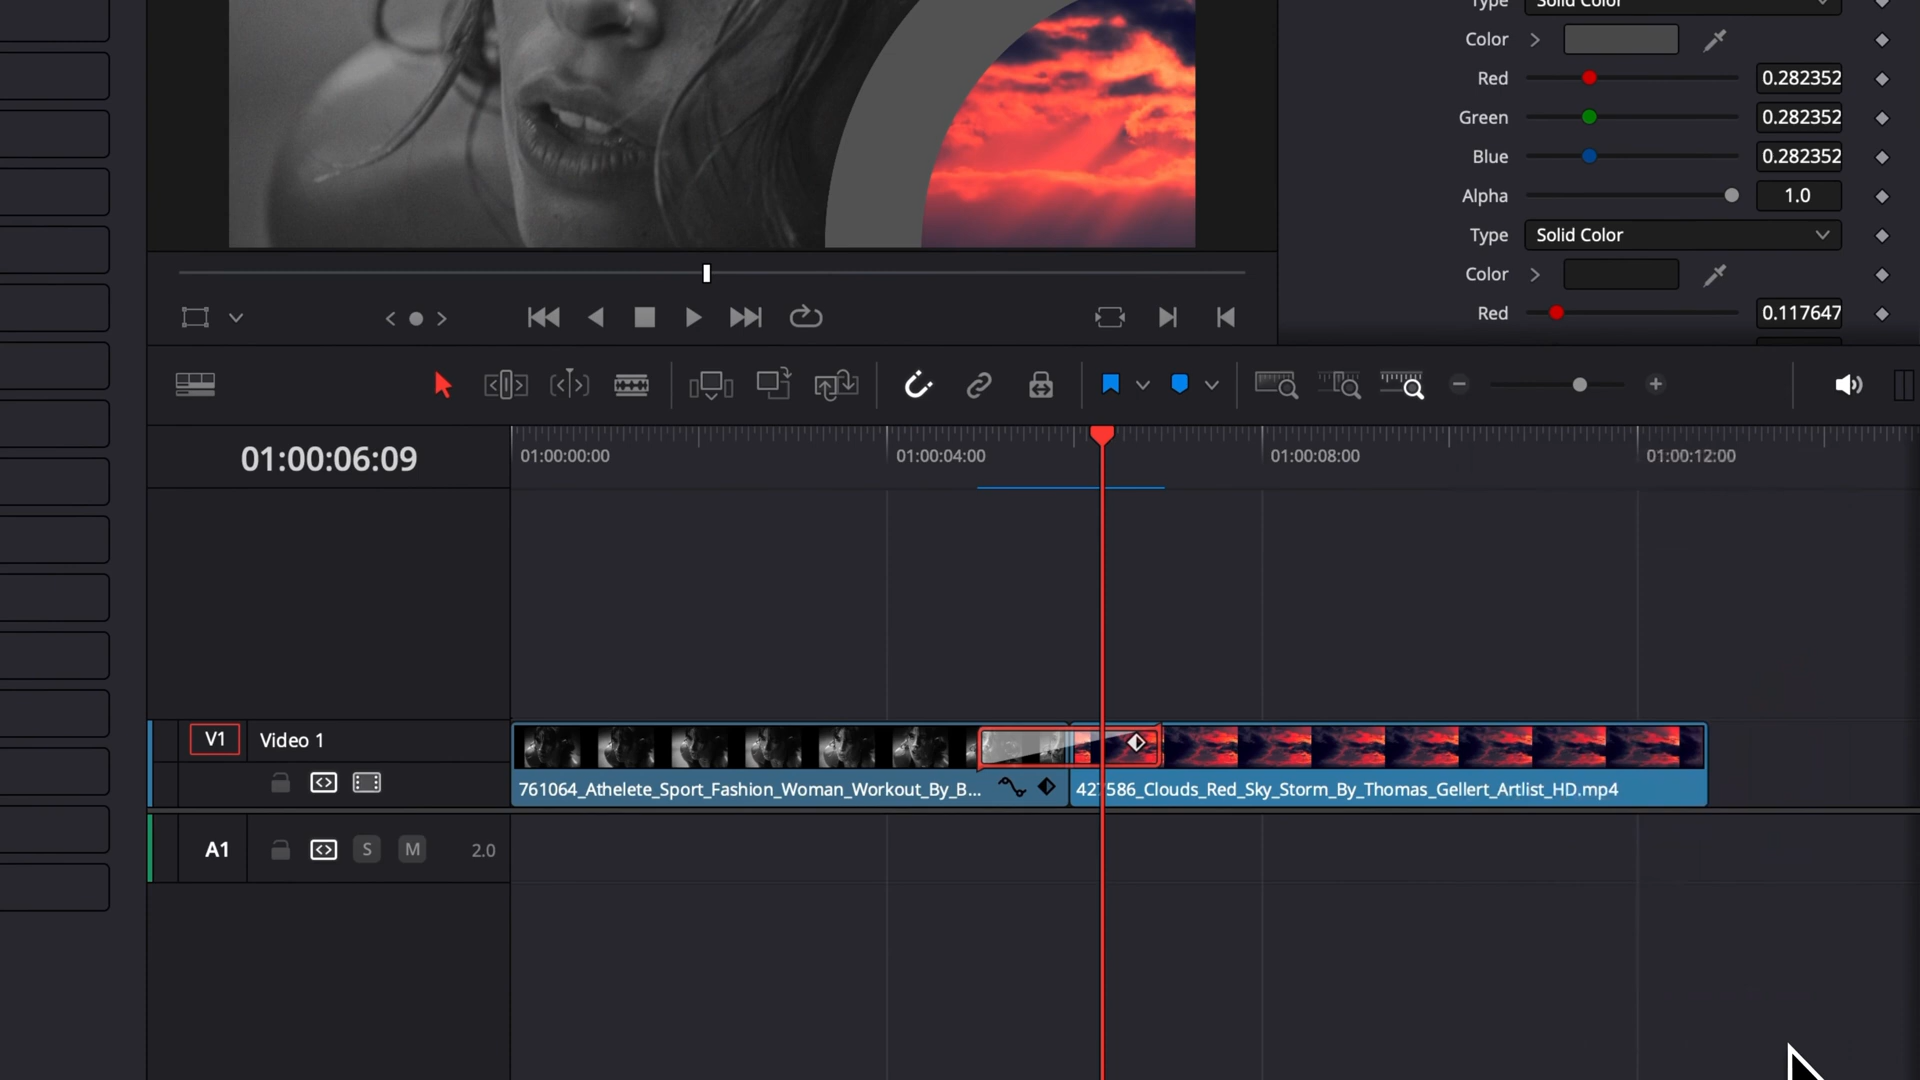 Type Solid Color
Color
Red 0.282352
Green 0.282352
Blue 0.282352
Alpha 1.0
Type Solid Color
Color
Red 0.117647
01:00:06:09
01:00:00:00 01:00:04:00 01:00:08:00 01:00:12:00
V1 Video 1
761064_Athelete_Sport_Fashion_Woman_Workout_By_B...
586_Clouds_Red_Sky_Storm_By_Thomas_Gellert_Artlist_HD.mp4
A1 S M 2.0